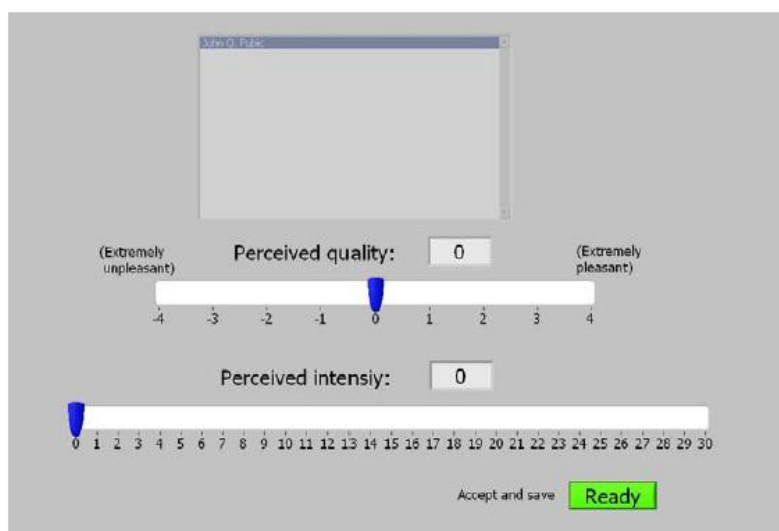 John Q. Pubic
(Extremely
unpleasant)
Perceived quality:
0
(Extremely
pleasant)
-4 -3 -2 -1 0 1 2 3 4
Perceived intensiy:
0
0 1 2 3 4 5 6 7 8 9 10 11 12 13 14 15 16 17 18 19 20 21 22 23 24 25 26 27 28 29 30
Accept and save
Ready